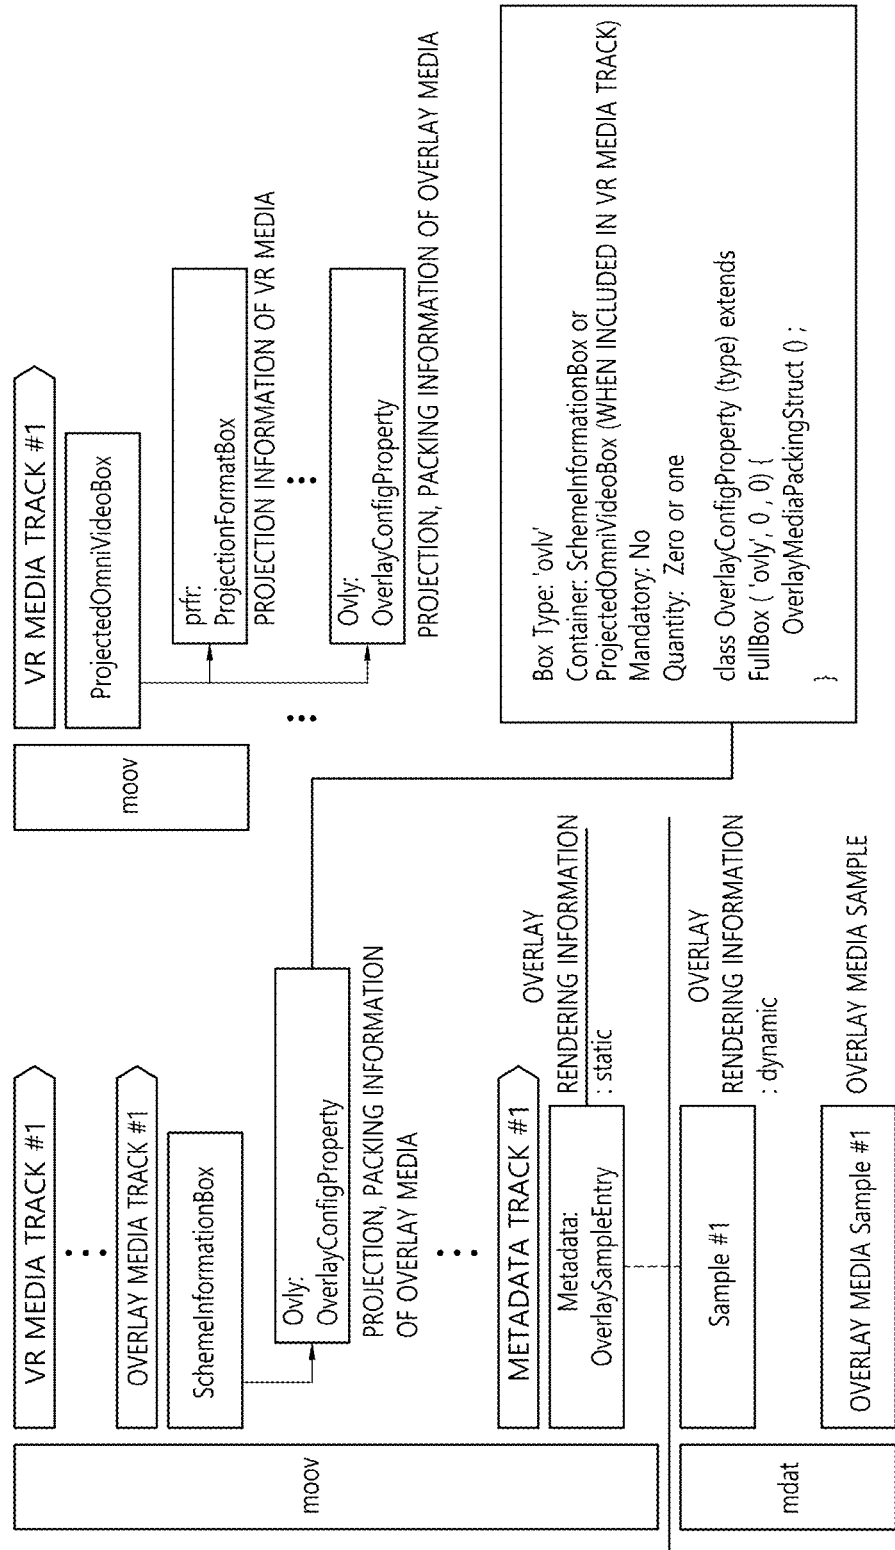 VR MEDIA TRACK #1
•••
OVERLAY MEDIA TRACK #1
SchemeInformationBox
Ovly:
OverlayConfigProperty
PROJECTION, PACKING INFORMATION
OF OVERLAY MEDIA
•••
METADATA TRACK #1
Metadata:
OverlaySampleEntry
OVERLAY
RENDERING INFORMATION
: static
moov
Sample #1
OVERLAY
RENDERING INFORMATION
: dynamic
OVERLAY MEDIA Sample #1
OVERLAY MEDIA SAMPLE
mdat
VR MEDIA TRACK #1
moov
ProjectedOmniVideoBox
prfr:
ProjectionFormatBox
PROJECTION INFORMATION OF VR MEDIA
•••
•••
Ovly:
OverlayConfigProperty
PROJECTION, PACKING INFORMATION OF OVERLAY MEDIA
Box Type: 'ovlv'
Container: SchemeInformationBox or
ProjectedOmniVideoBox (WHEN INCLUDED IN VR MEDIA TRACK)
Mandatory: No
Quantity: Zero or one
class OverlayConfigProperty (type) extends
FullBox ( 'ovly', 0 , 0) {
OverlayMediaPackingStruct () ;
}